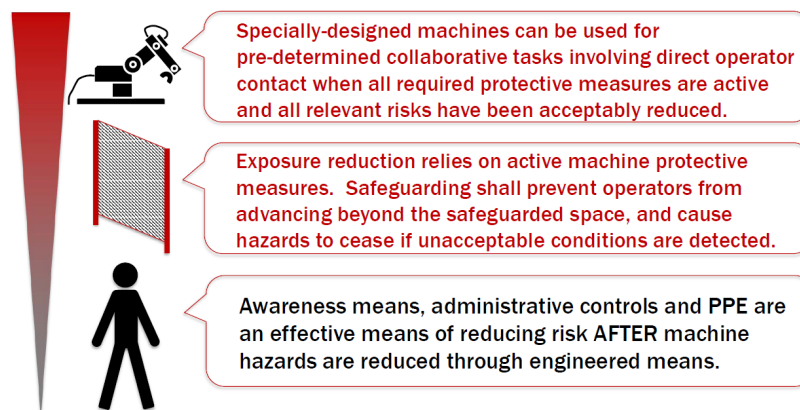 Specially-designed machines can be used for
pre-determined collaborative tasks involving direct operator
contact when all required protective measures are active
and all relevant risks have been acceptably reduced.
Exposure reduction relies on active machine protective
measures. Safeguarding shall prevent operators from
advancing beyond the safeguarded space, and cause
hazards to cease if unacceptable conditions are detected.
Awareness means, administrative controls and PPE are
an effective means of reducing risk AFTER machine
hazards are reduced through engineered means.